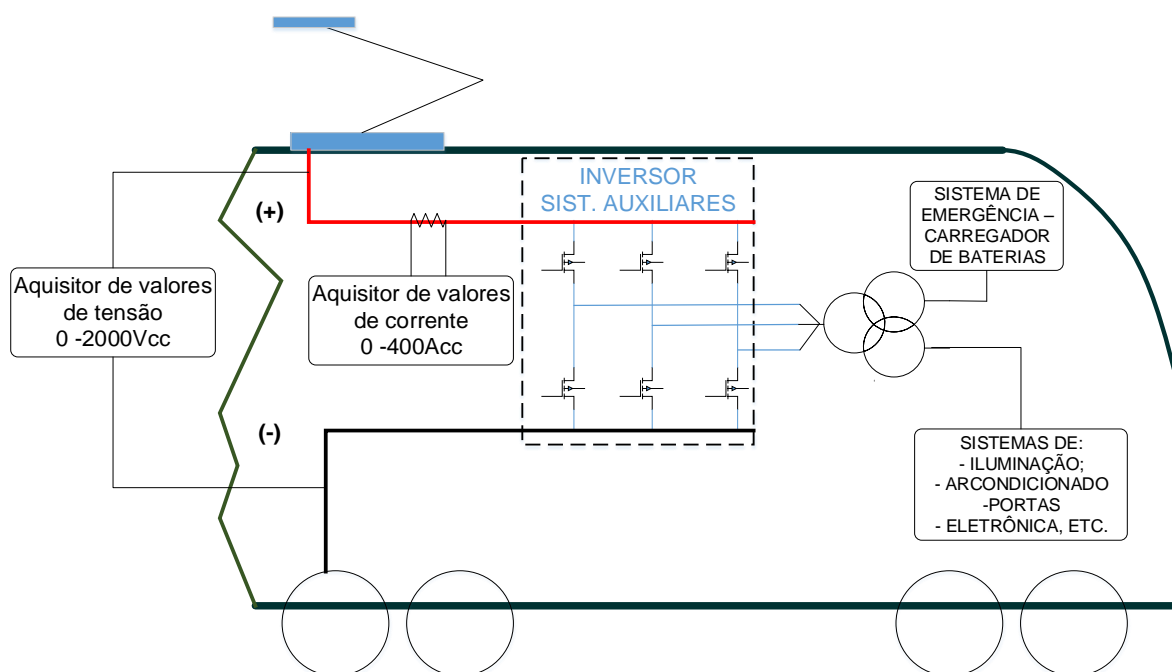 INVERSOR
SIST. AUXILIARES
(+)
Aquisitor de valores
de tensão
0 -2000Vcc
Aquisitor de valores
de corrente
0 -400Acc
SISTEMA DE
EMERGÊNCIA –
CARREGADOR
DE BATERIAS
(-)
SISTEMAS DE:
- ILUMINAÇÃO;
- ARCONDICIONADO
-PORTAS
- ELETRÔNICA, ETC.